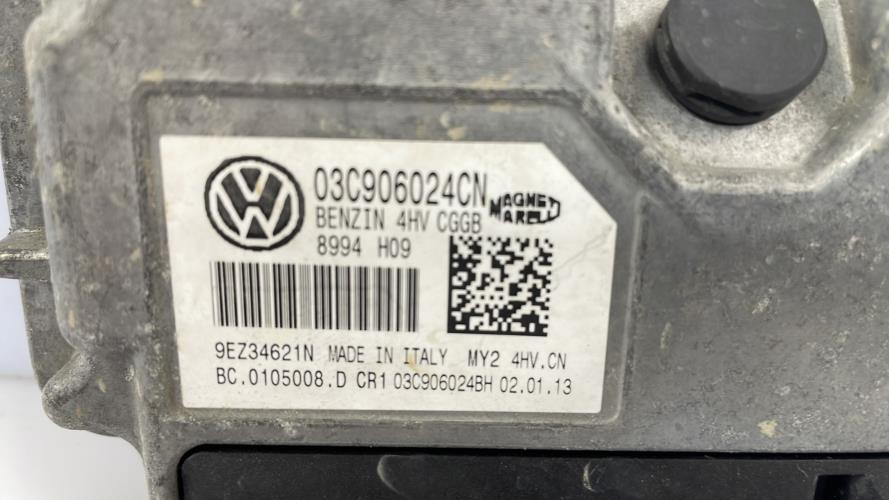 03C906024CN
MAGNETI
MARELLI
BENZIN 4HV CGGB
8994 H09
9EZ34621N MADE IN ITALY MY2 4HV.CN
BC.0105008.D CR1 03C906024BH 02.01.13